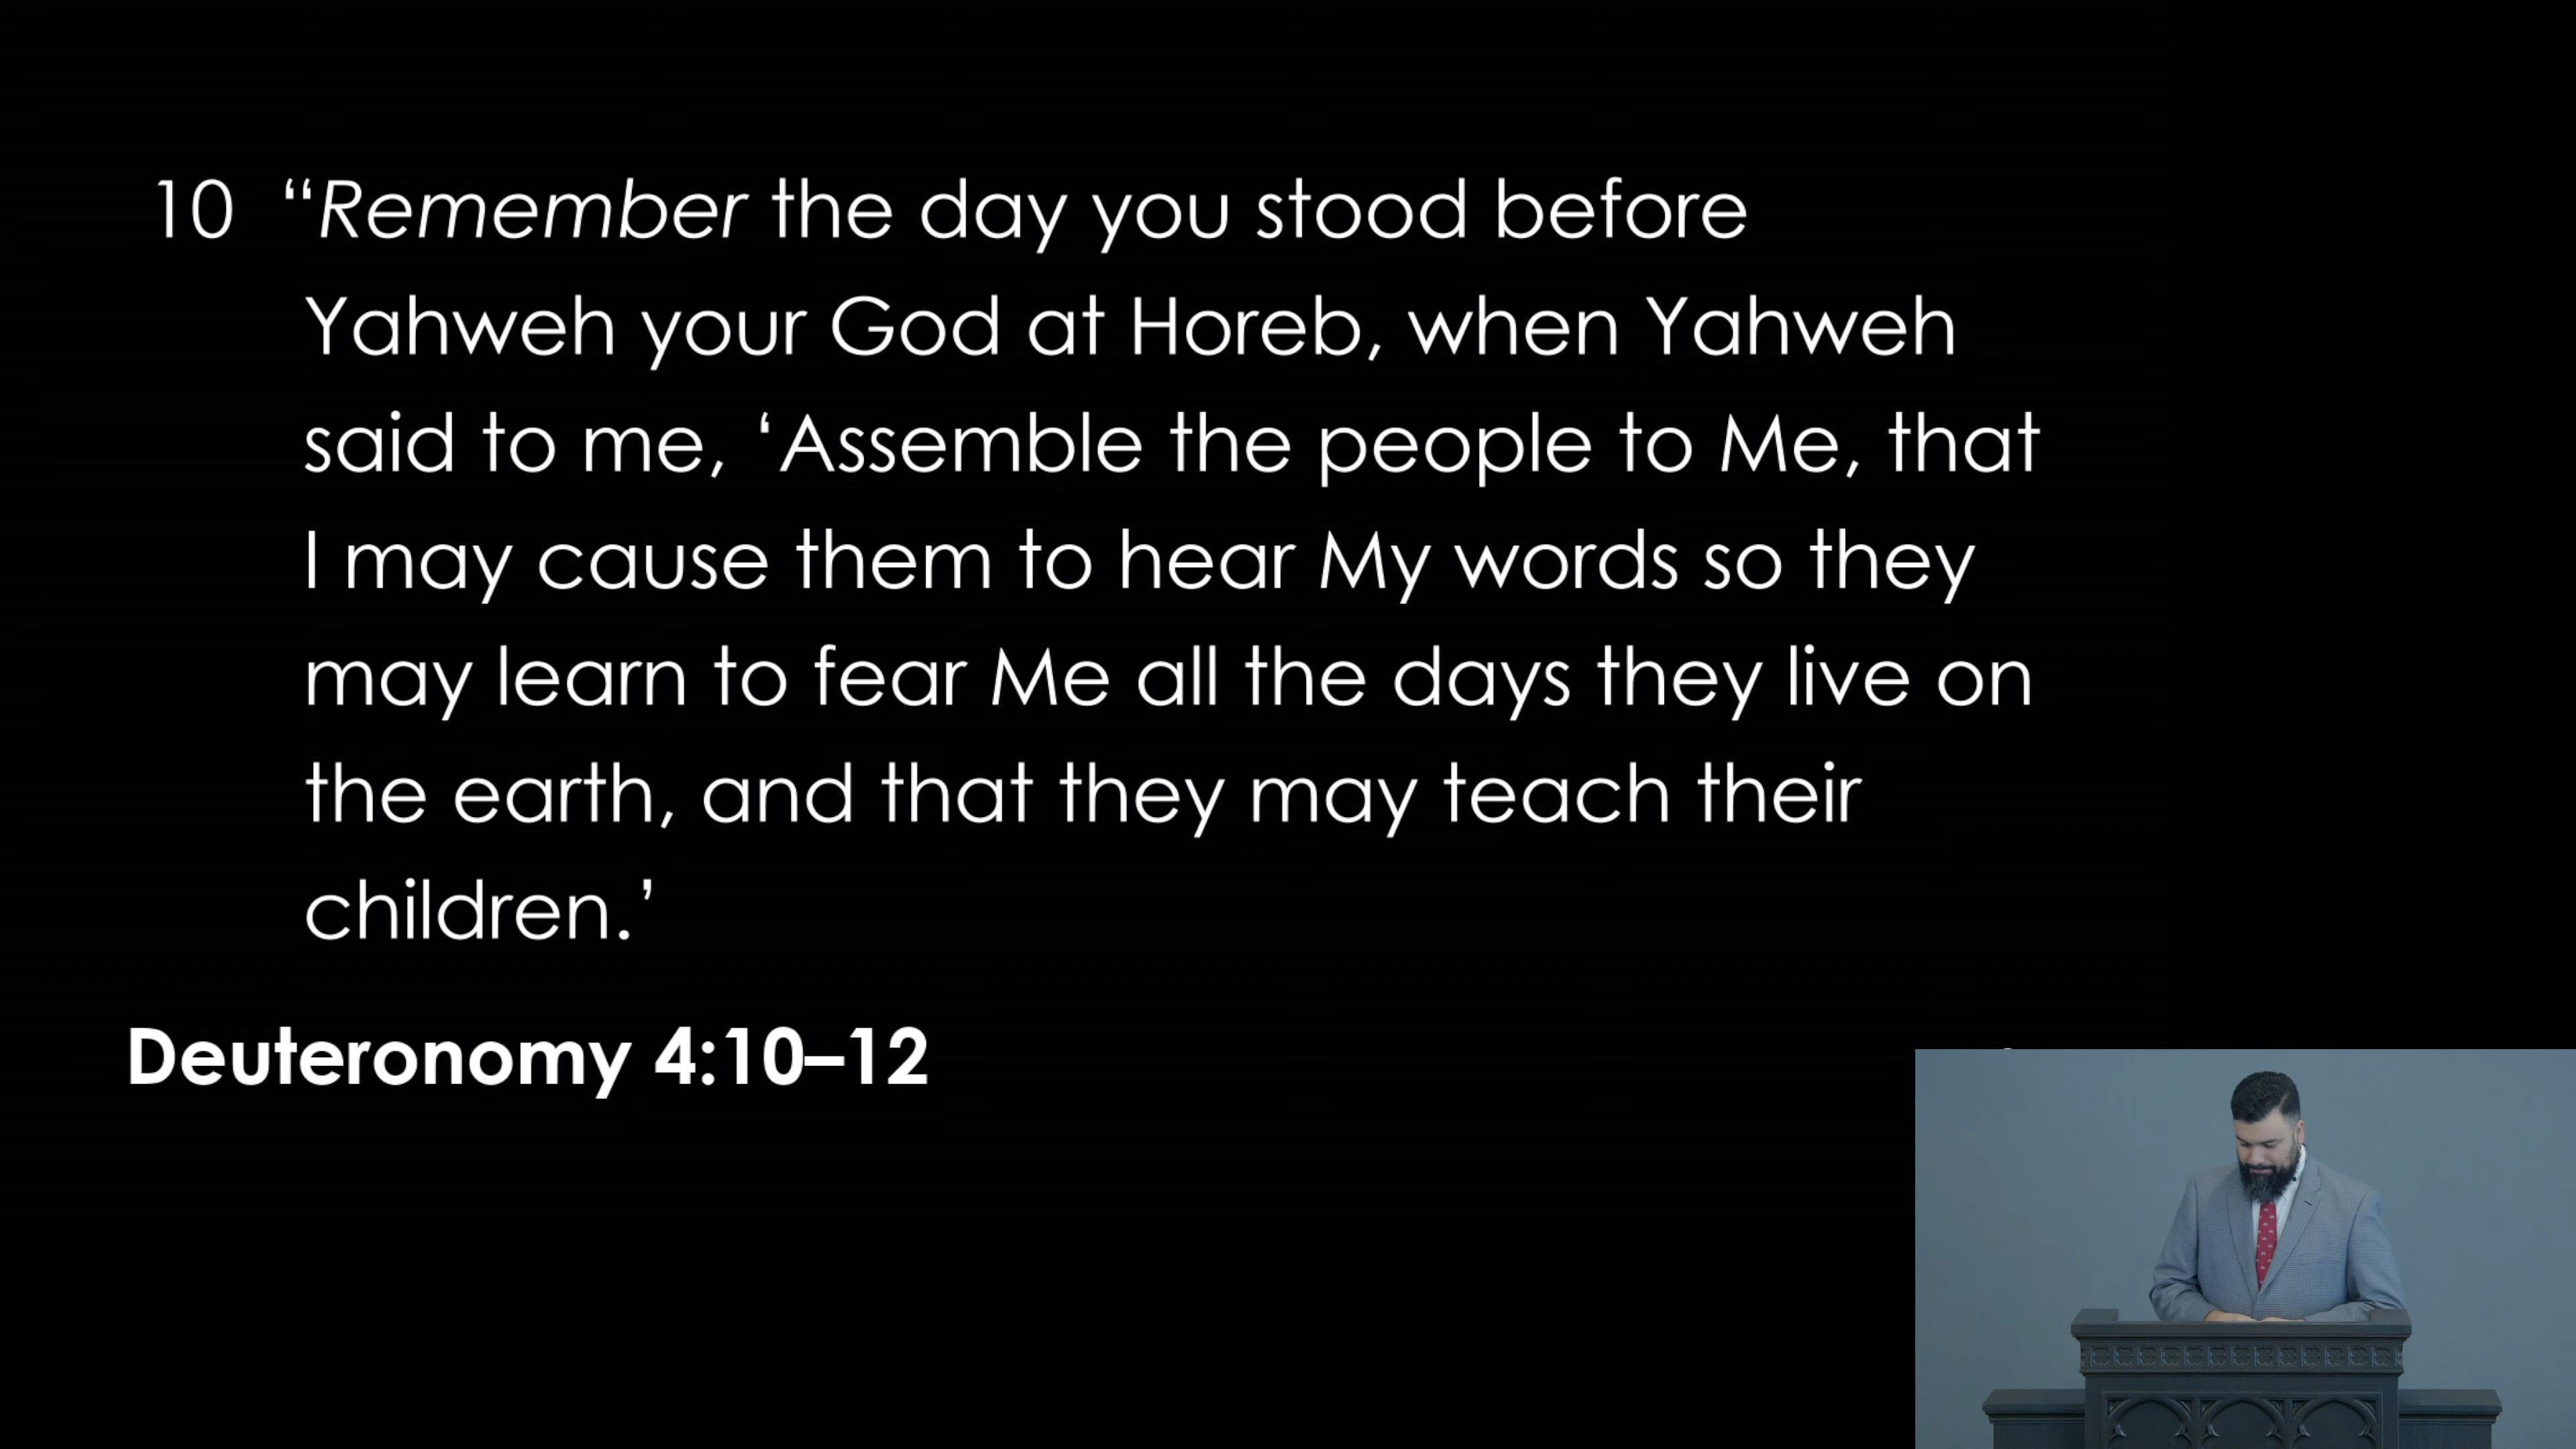 10 “Remember the day you stood before
Yahweh your God at Horeb, when Yahweh
said to me, ‘Assemble the people to Me, that
I may cause them to hear My words so they
may learn to fear Me all the days they live on
the earth, and that they may teach their
children.’
Deuteronomy 4:10–12